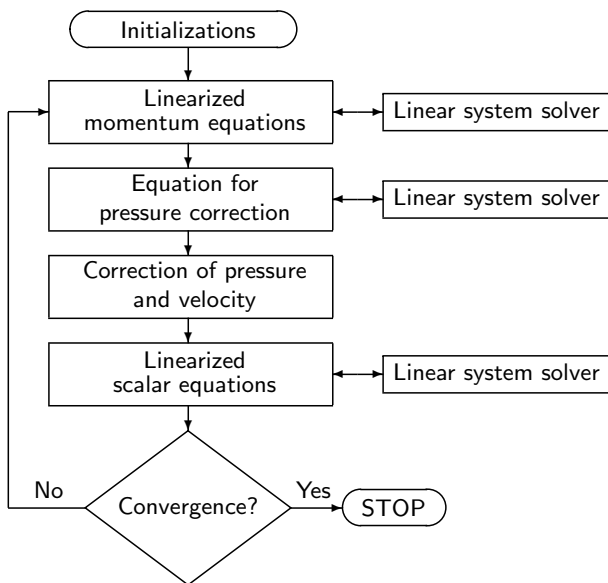 Initializations
Linearized
momentum equations
Linear system solver
Equation for
pressure correction
Linear system solver
Correction of pressure
and velocity
Linearized
scalar equations
Linear system solver
No
Convergence?
Yes
STOP